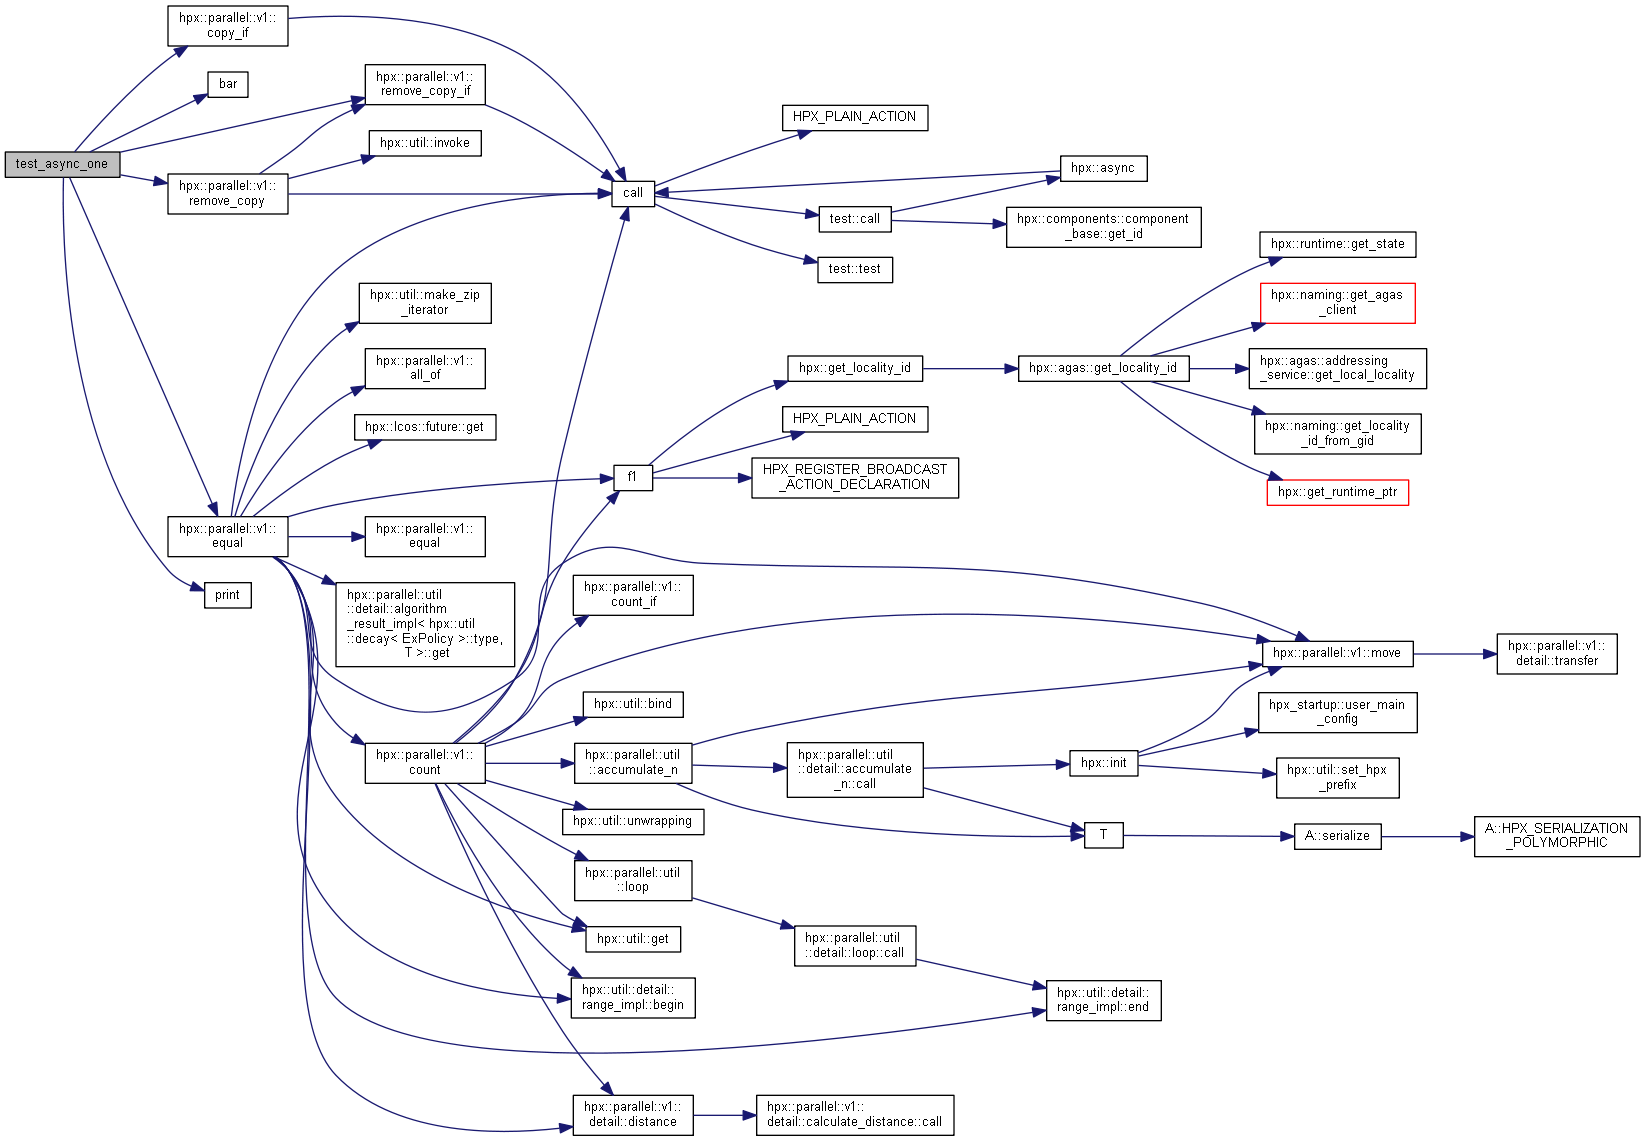 hpx::parallel::v1::
copy_if
bar
test_async_one
hpx::parallel::v1::
remove_copy_if
hpx::util::invoke
hpx::parallel::v1::
remove_copy
hpx::util::make_zip
_iterator
hpx::parallel::v1::
all_of
hpx::lcos::future::get
hpx::parallel::v1::
equal
hpx::parallel::v1::
equal
print
hpx::parallel::util
::detail::algorithm
_result_impl< hpx::util
::decay< ExPolicy >::type,
T >::get
hpx::parallel::v1::
count
call
HPX_PLAIN_ACTION
hpx::async
test::call
hpx::components::component
_base::get_id
test::test
f1
hpx::get_locality_id
HPX_PLAIN_ACTION
HPX_REGISTER_BROADCAST
_ACTION_DECLARATION
hpx::agas::get_locality_id
hpx::runtime::get_state
hpx::naming::get_agas
_client
hpx::agas::addressing
_service::get_local_locality
hpx::naming::get_locality
_id_from_gid
hpx::get_runtime_ptr
hpx::parallel::v1::
count_if
hpx::util::bind
hpx::parallel::util
::accumulate_n
hpx::util::unwrapping
hpx::parallel::util
::loop
hpx::util::get
hpx::util::detail::
range_impl::begin
hpx::parallel::v1::
detail::distance
hpx::parallel::util
::detail::accumulate
_n::call
hpx::parallel::util
::detail::loop::call
hpx::parallel::v1::
detail::calculate_distance::call
hpx::init
T
hpx::util::detail::
range_impl::end
hpx::parallel::v1::move
hpx_startup::user_main
_config
hpx::util::set_hpx
_prefix
A::serialize
hpx::parallel::v1::
detail::transfer
A::HPX_SERIALIZATION
_POLYMORPHIC